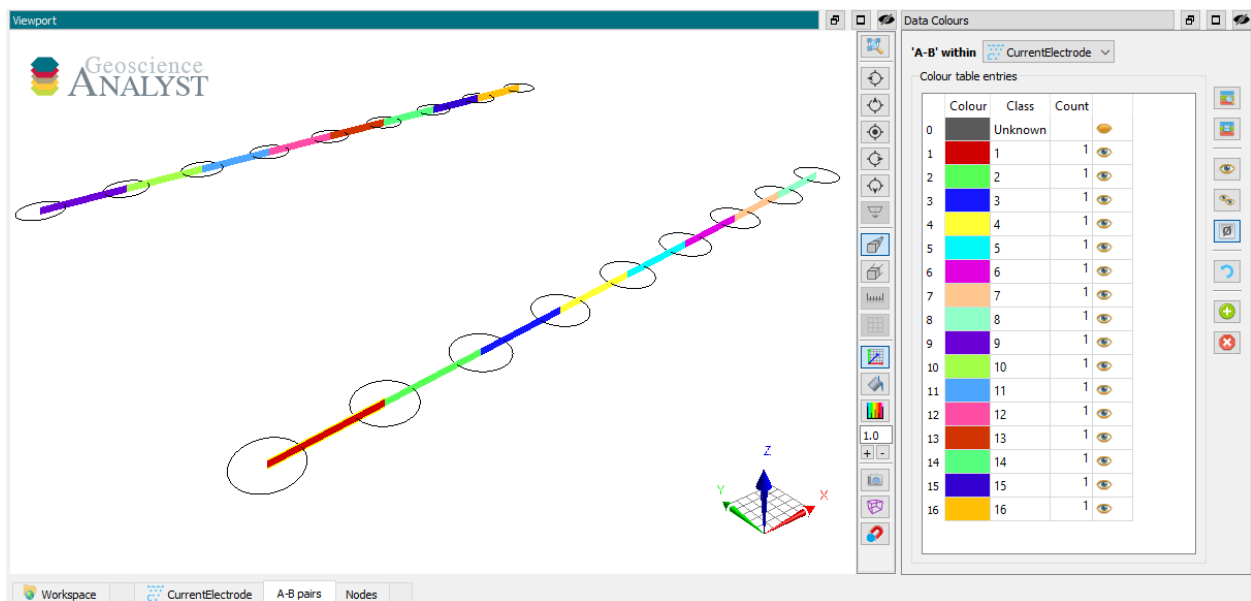 Viewport
Geoscience
ANALYST
Z
Y
X
1.0
+ -
Data Colours
'A-B' within CurrentElectrode
Colour table entries
Colour Class Count
0 Unknown
1 1 1
2 2 1
3 3 1
4 4 1
5 5 1
6 6 1
7 7 1
8 8 1
9 9 1
10 10 1
11 11 1
12 12 1
13 13 1
14 14 1
15 15 1
16 16 1
Workspace CurrentElectrode A-B pairs Nodes